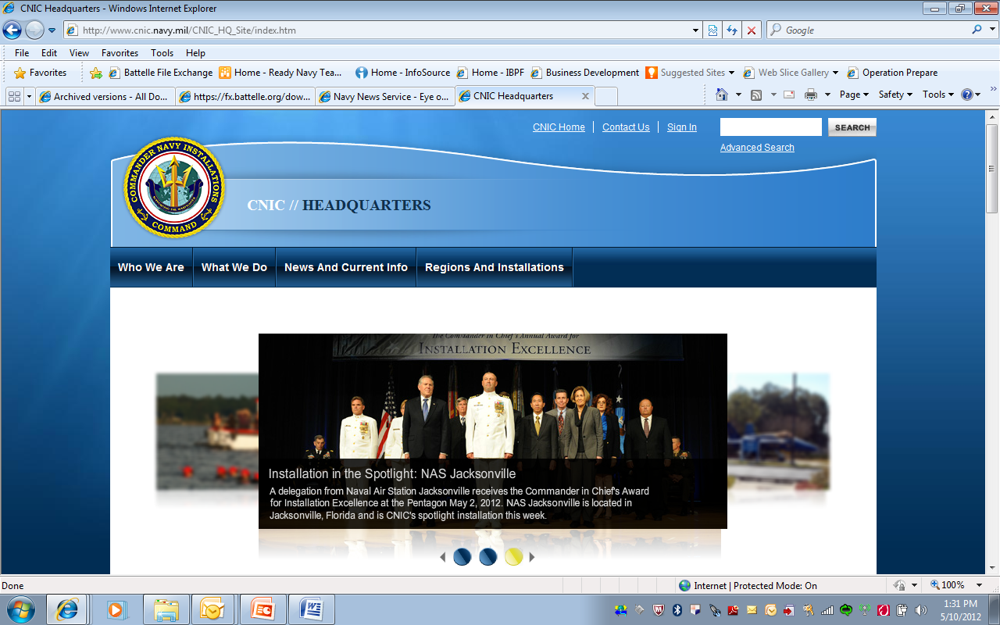 CNIC Headquarters - Windows Internet Explorer
http://www.cnic.navy.mil/CNIC_HQ_Site/index.htm
Google
File Edit View Favorites Tools Help
Favorites Battelle File Exchange Home - Ready Navy Tea... Home - InfoSource Home - IBPF Business Development Suggested Sites Web Slice Gallery Operation Prepare
Archived versions - All Do... https://fx.battelle.org/dow... Navy News Service - Eye o... CNIC Headquarters Page Safety Tools
CNIC Home Contact Us Sign In SEARCH
Advanced Search
COMMANDER NAVY INSTALLATIONS
COMMAND
SUPPORTING THE WARFIGHTER
CNIC // HEADQUARTERS
Who We Are What We Do News And Current Info Regions And Installations
The Commander in Chief's Annual Award for
INSTALLATION EXCELLENCE
Installation in the Spotlight: NAS Jacksonville
A delegation from Naval Air Station Jacksonville receives the Commander in Chief's Award
for Installation Excellence at the Pentagon May 2, 2012. NAS Jacksonville is located in
Jacksonville, Florida and is CNIC's spotlight installation this week.
Done Internet | Protected Mode: On 100%
1:31 PM
5/10/2012